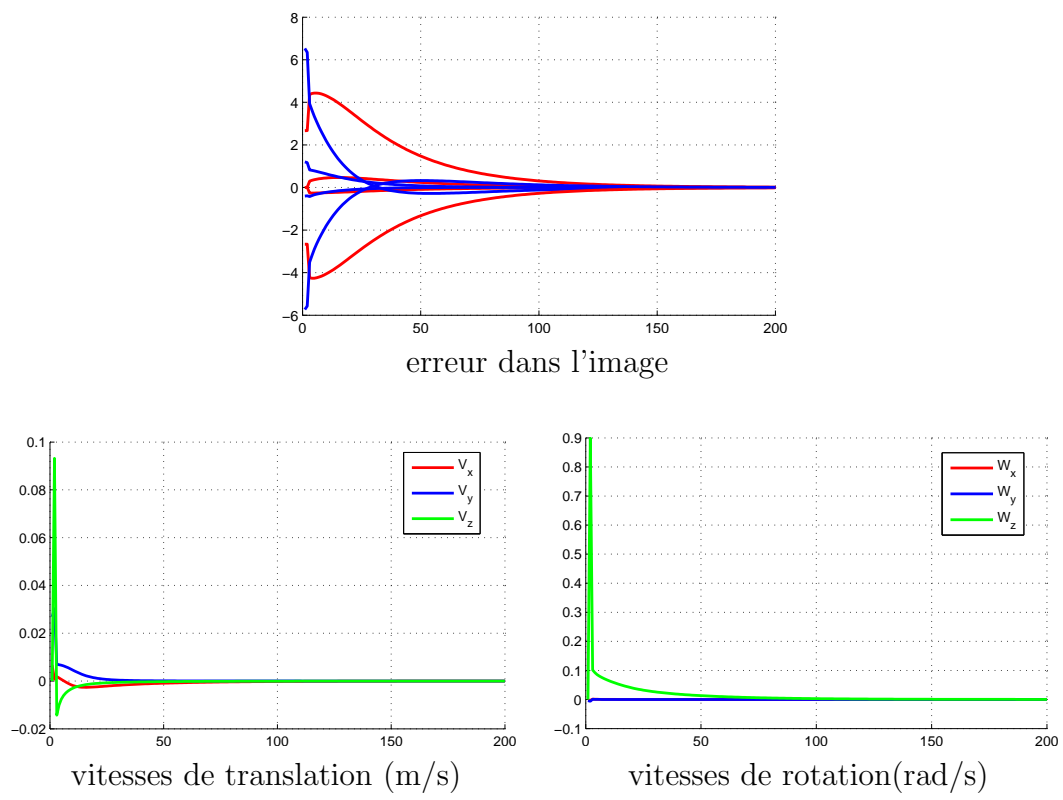 8
6
4
2
0
−2
−4
−6
0 50 100 150 200
erreur dans l'image
0.1
0.08
0.06
0.04
0.02
0
−0.02
0 50 100 150 200
V_x
V_y
V_z
vitesses de translation (m/s)
0.9
0.8
0.7
0.6
0.5
0.4
0.3
0.2
0.1
0
−0.1
0 50 100 150 200
W_x
W_y
W_z
vitesses de rotation(rad/s)